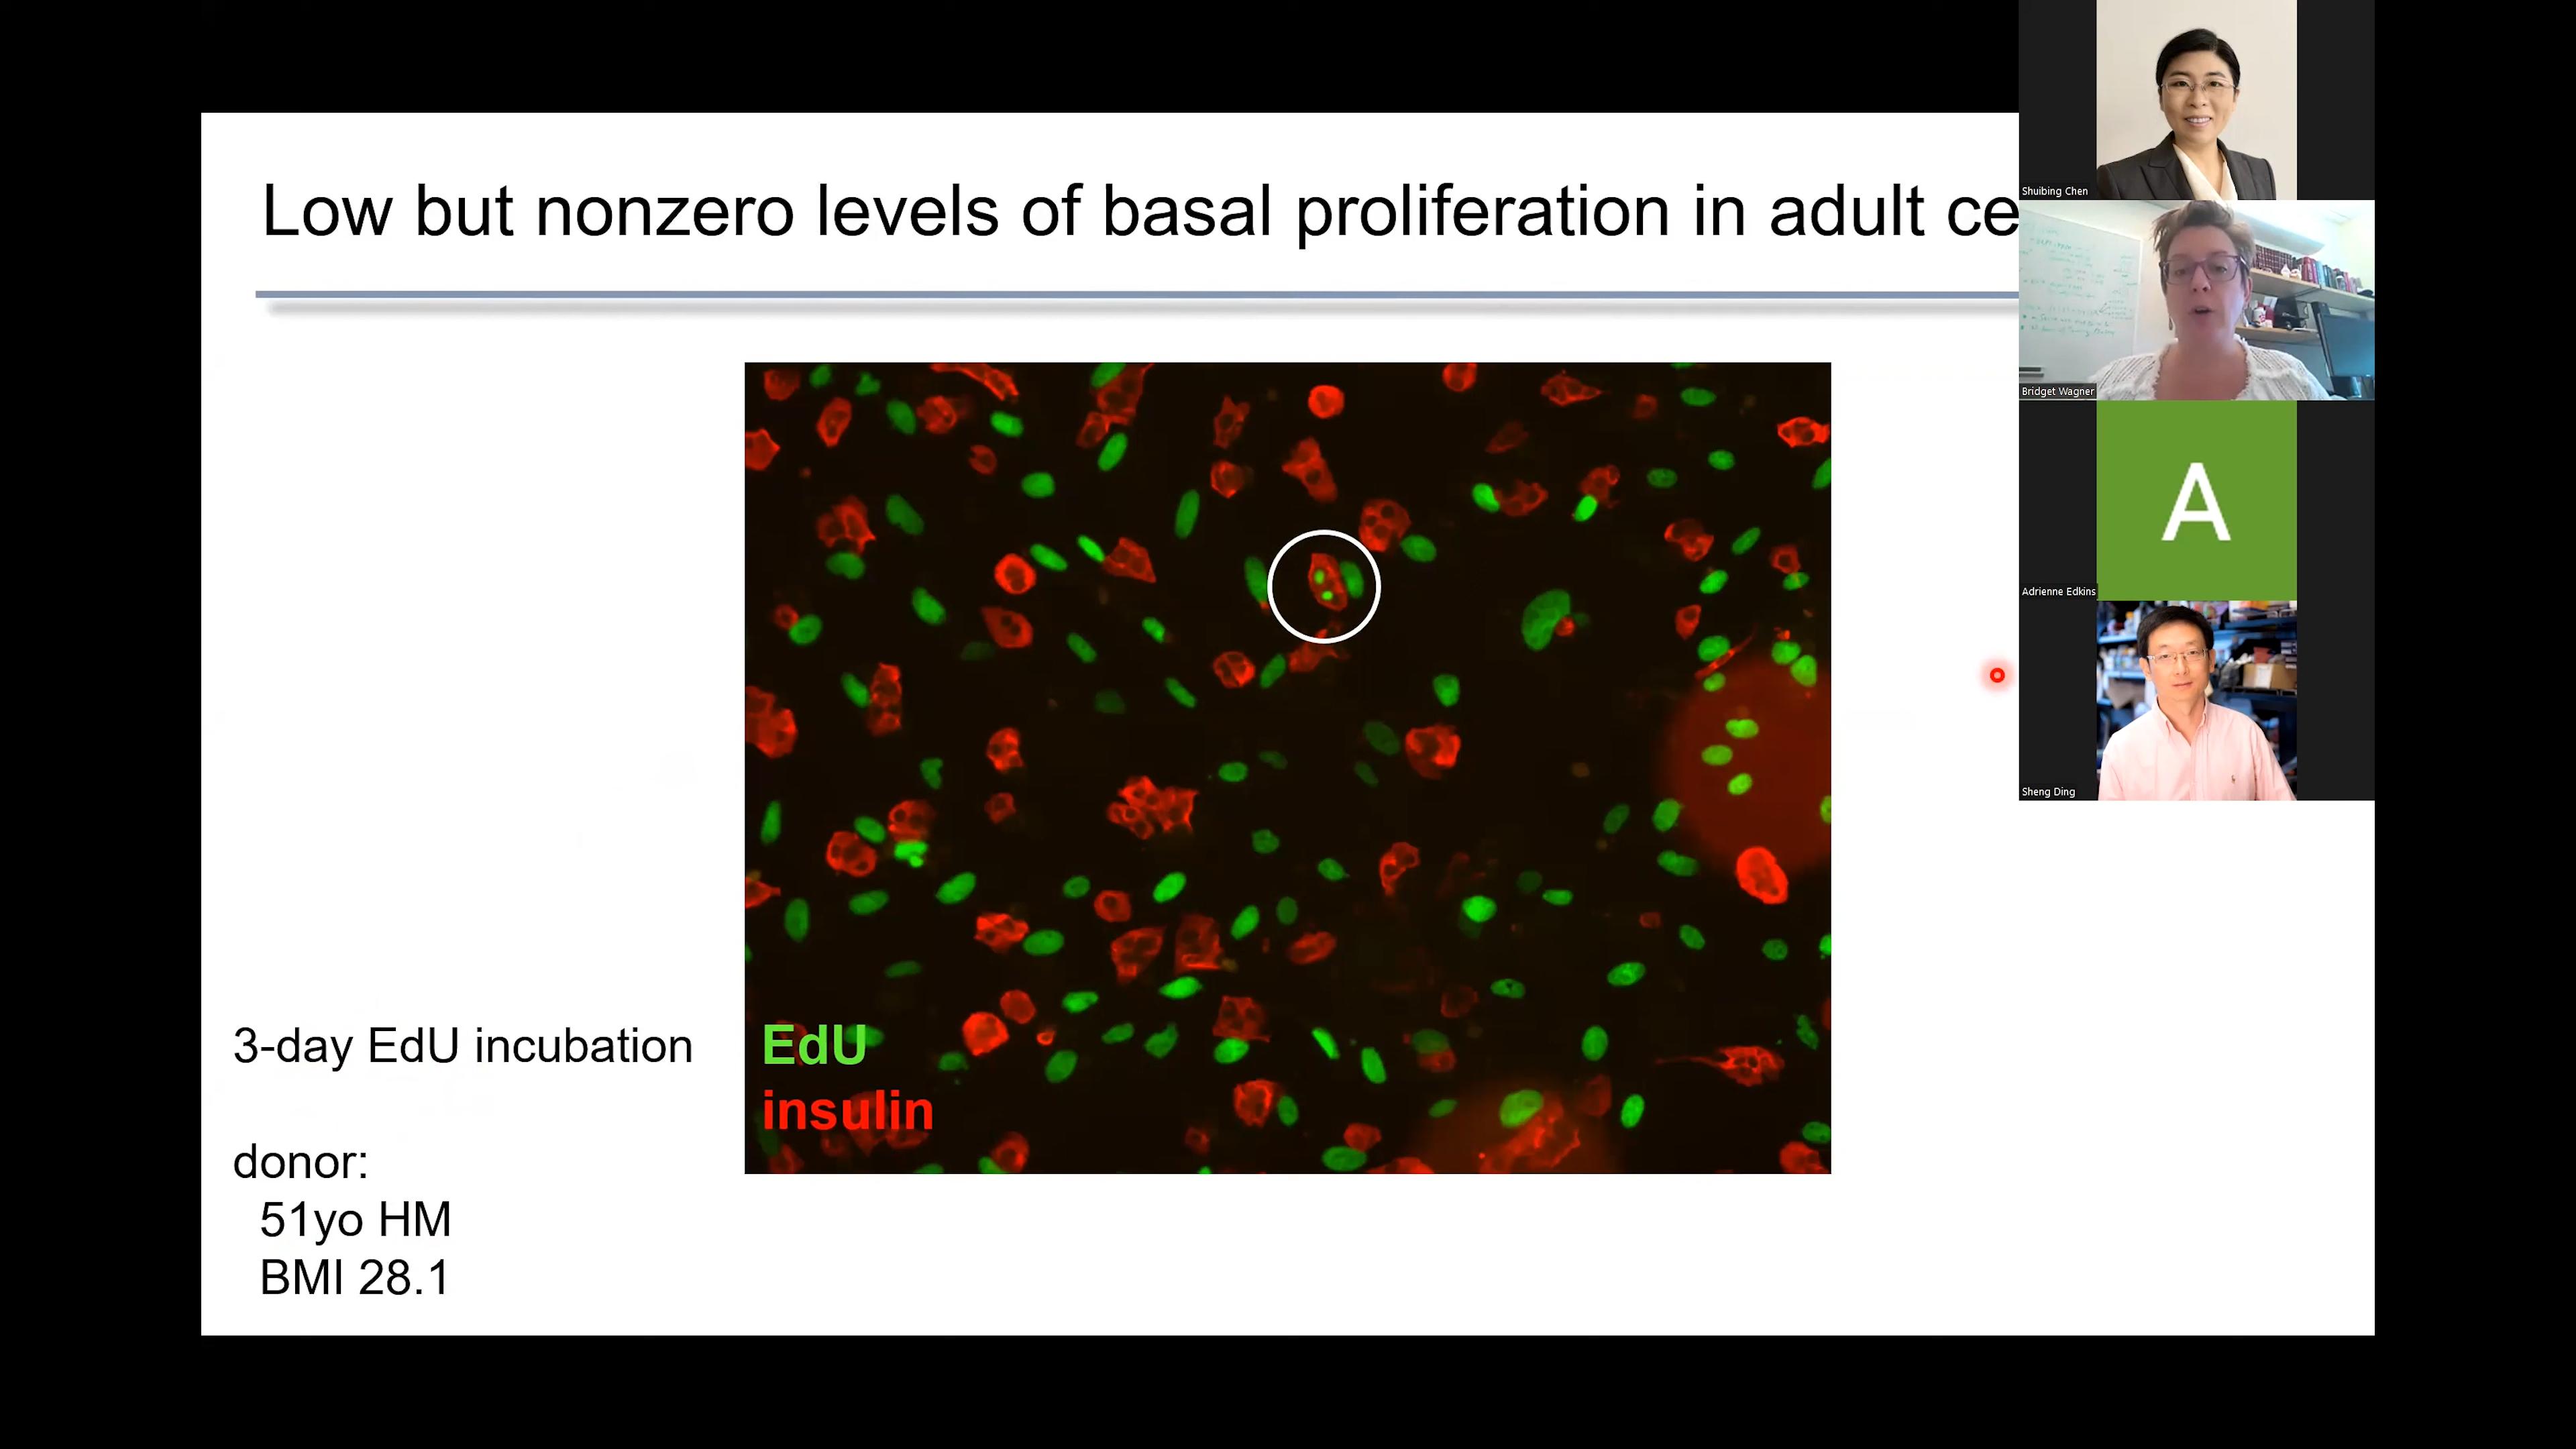 Low but nonzero levels of basal proliferation in adult ce
EdU
insulin
3-day EdU incubation
donor:
51yo HM
BMI 28.1
Shuibing Chen
Bridget Wagner
A
Adrienne Edkins
Sheng Ding